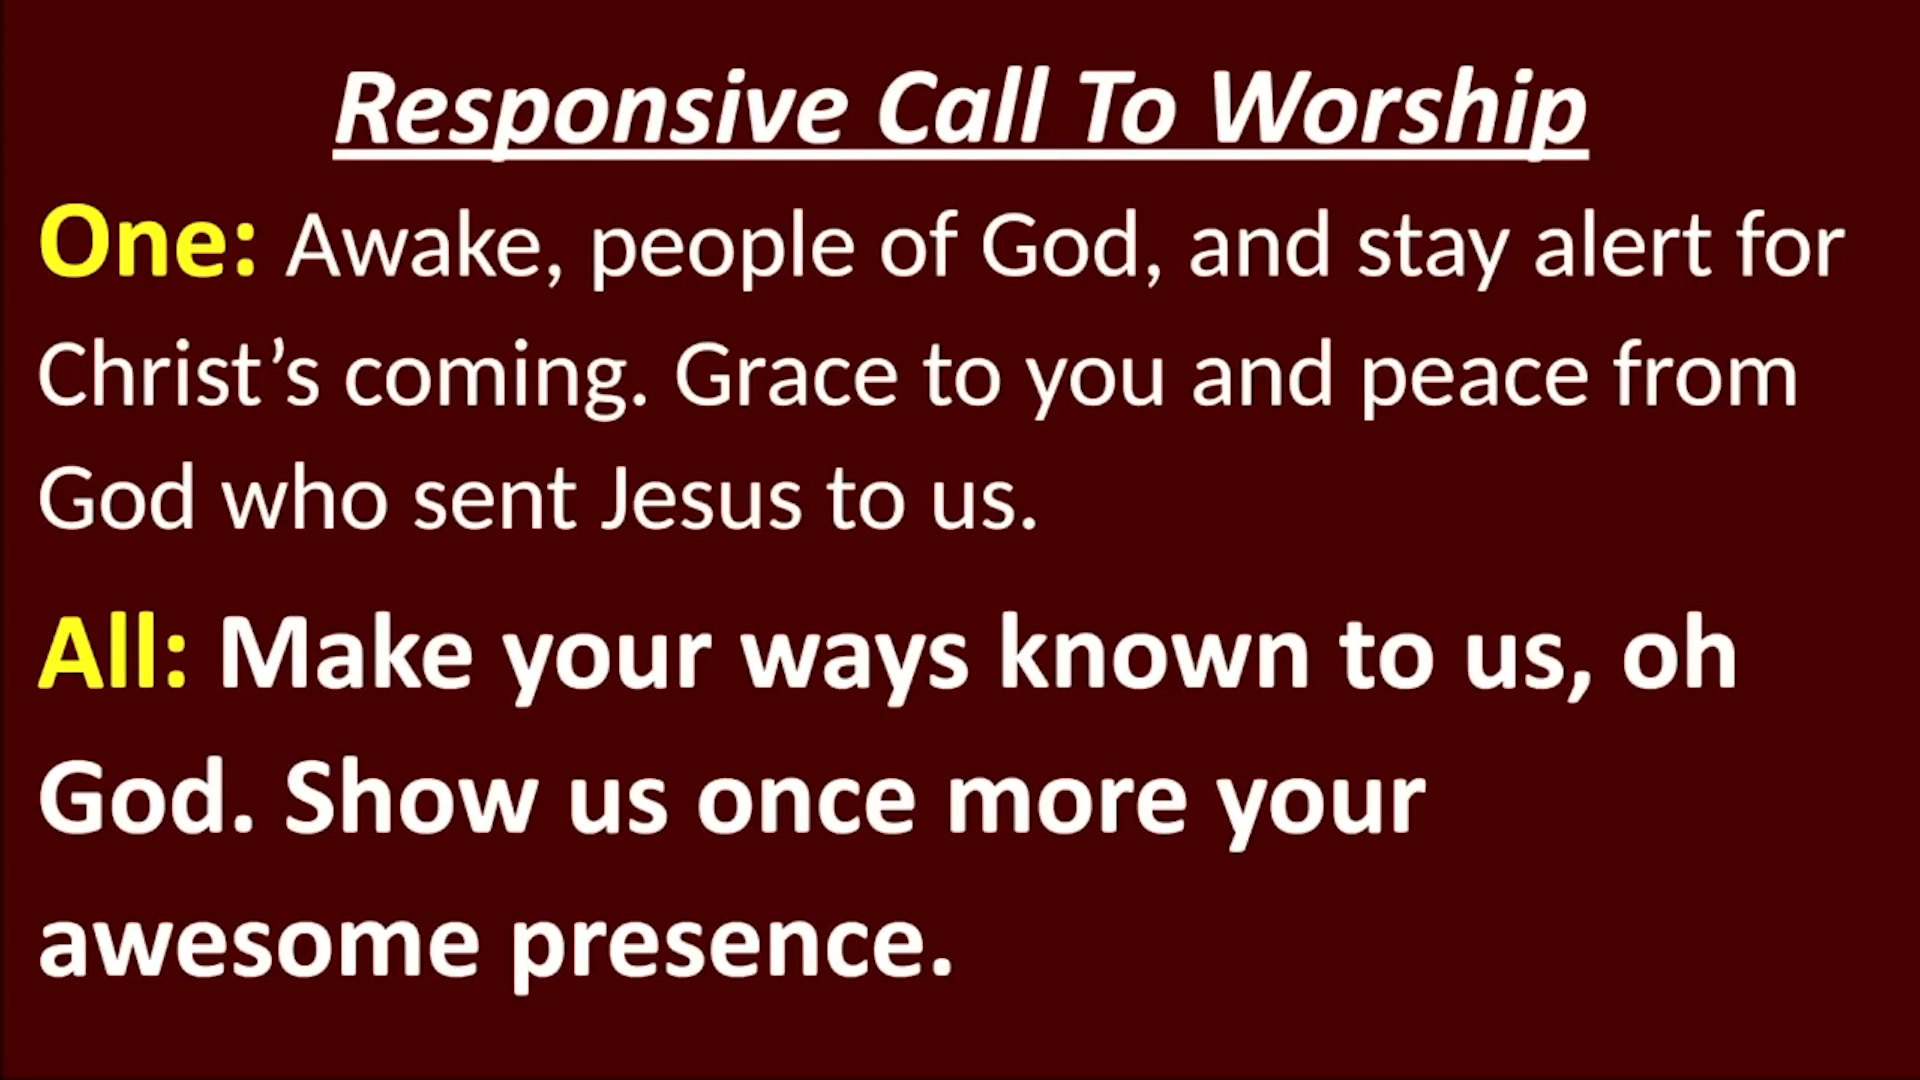 Responsive Call To Worship
One: Awake, people of God, and stay alert for
Christ’s coming. Grace to you and peace from
God who sent Jesus to us.
All: Make your ways known to us, oh
God. Show us once more your
awesome presence.